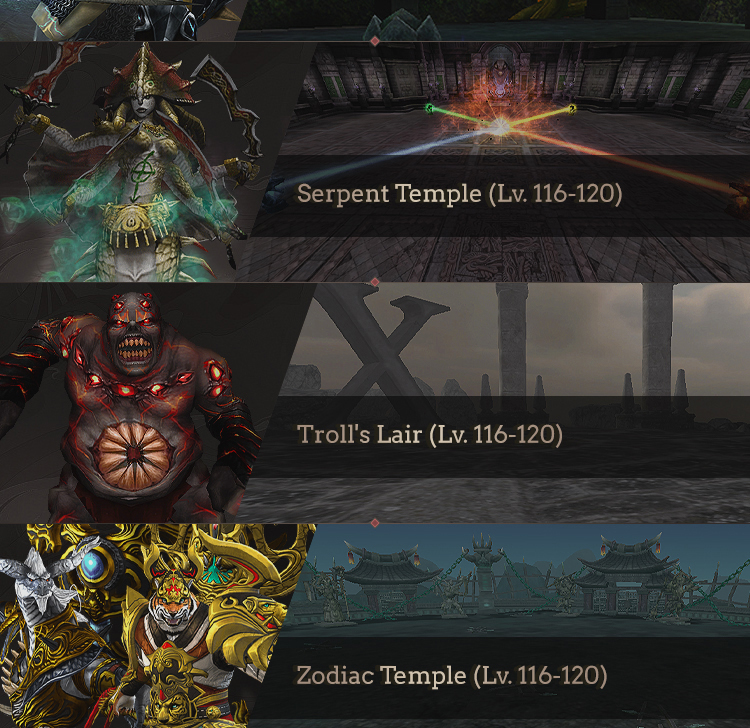 Serpent Temple (Lv. 116-120)
Troll's Lair (Lv. 116-120)
Zodiac Temple (Lv. 116-120)